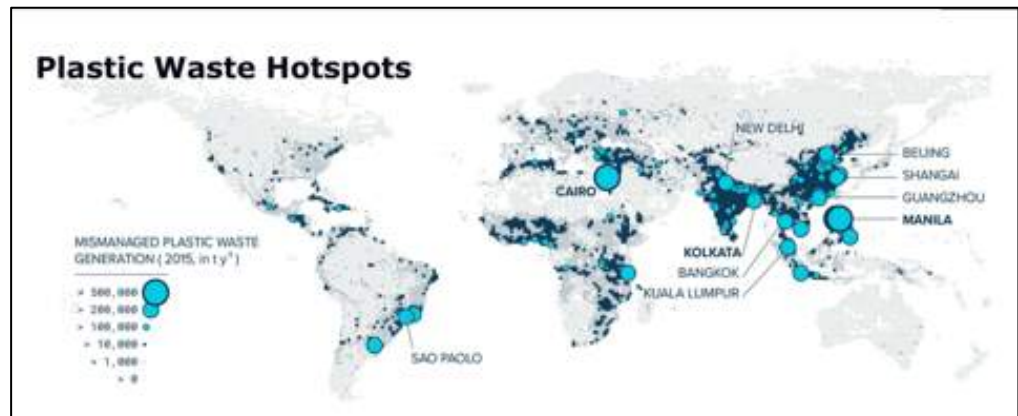 Plastic Waste Hotspots
NEW DELHI
BEIJING
SHANGAI
GUANGZHOU
MANILA
CAIRO
KOLKATA
BANGKOK
KUALA LUMPUR
SAO PAOLO
MISMANAGED PLASTIC WASTE
GENERATION ( 2015, in t y⁻¹ )
> 500,000
> 200,000
> 100,000
> 10,000
> 1,000
> 0